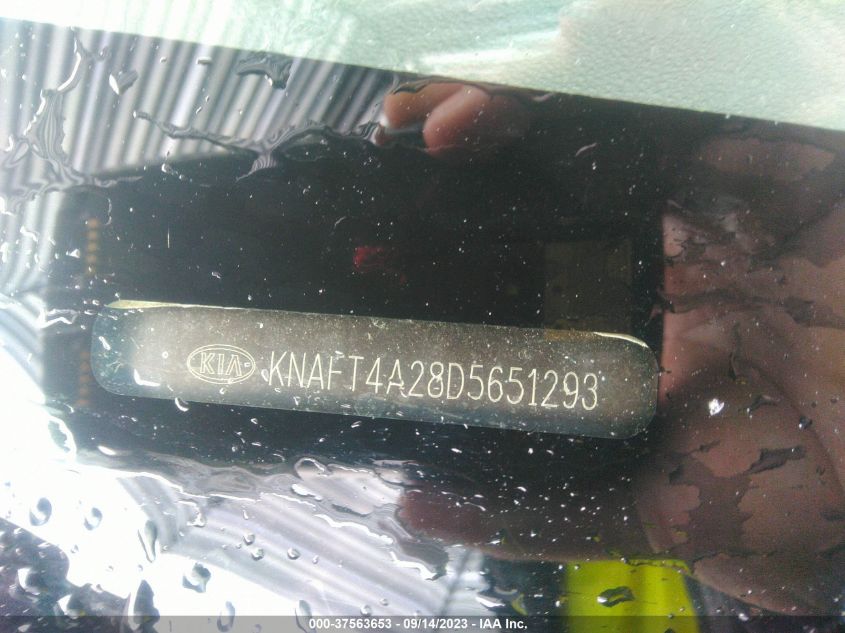 KIA KNAFT4A28D5651293
000-37563653 - 09/14/2023 - IAA Inc.